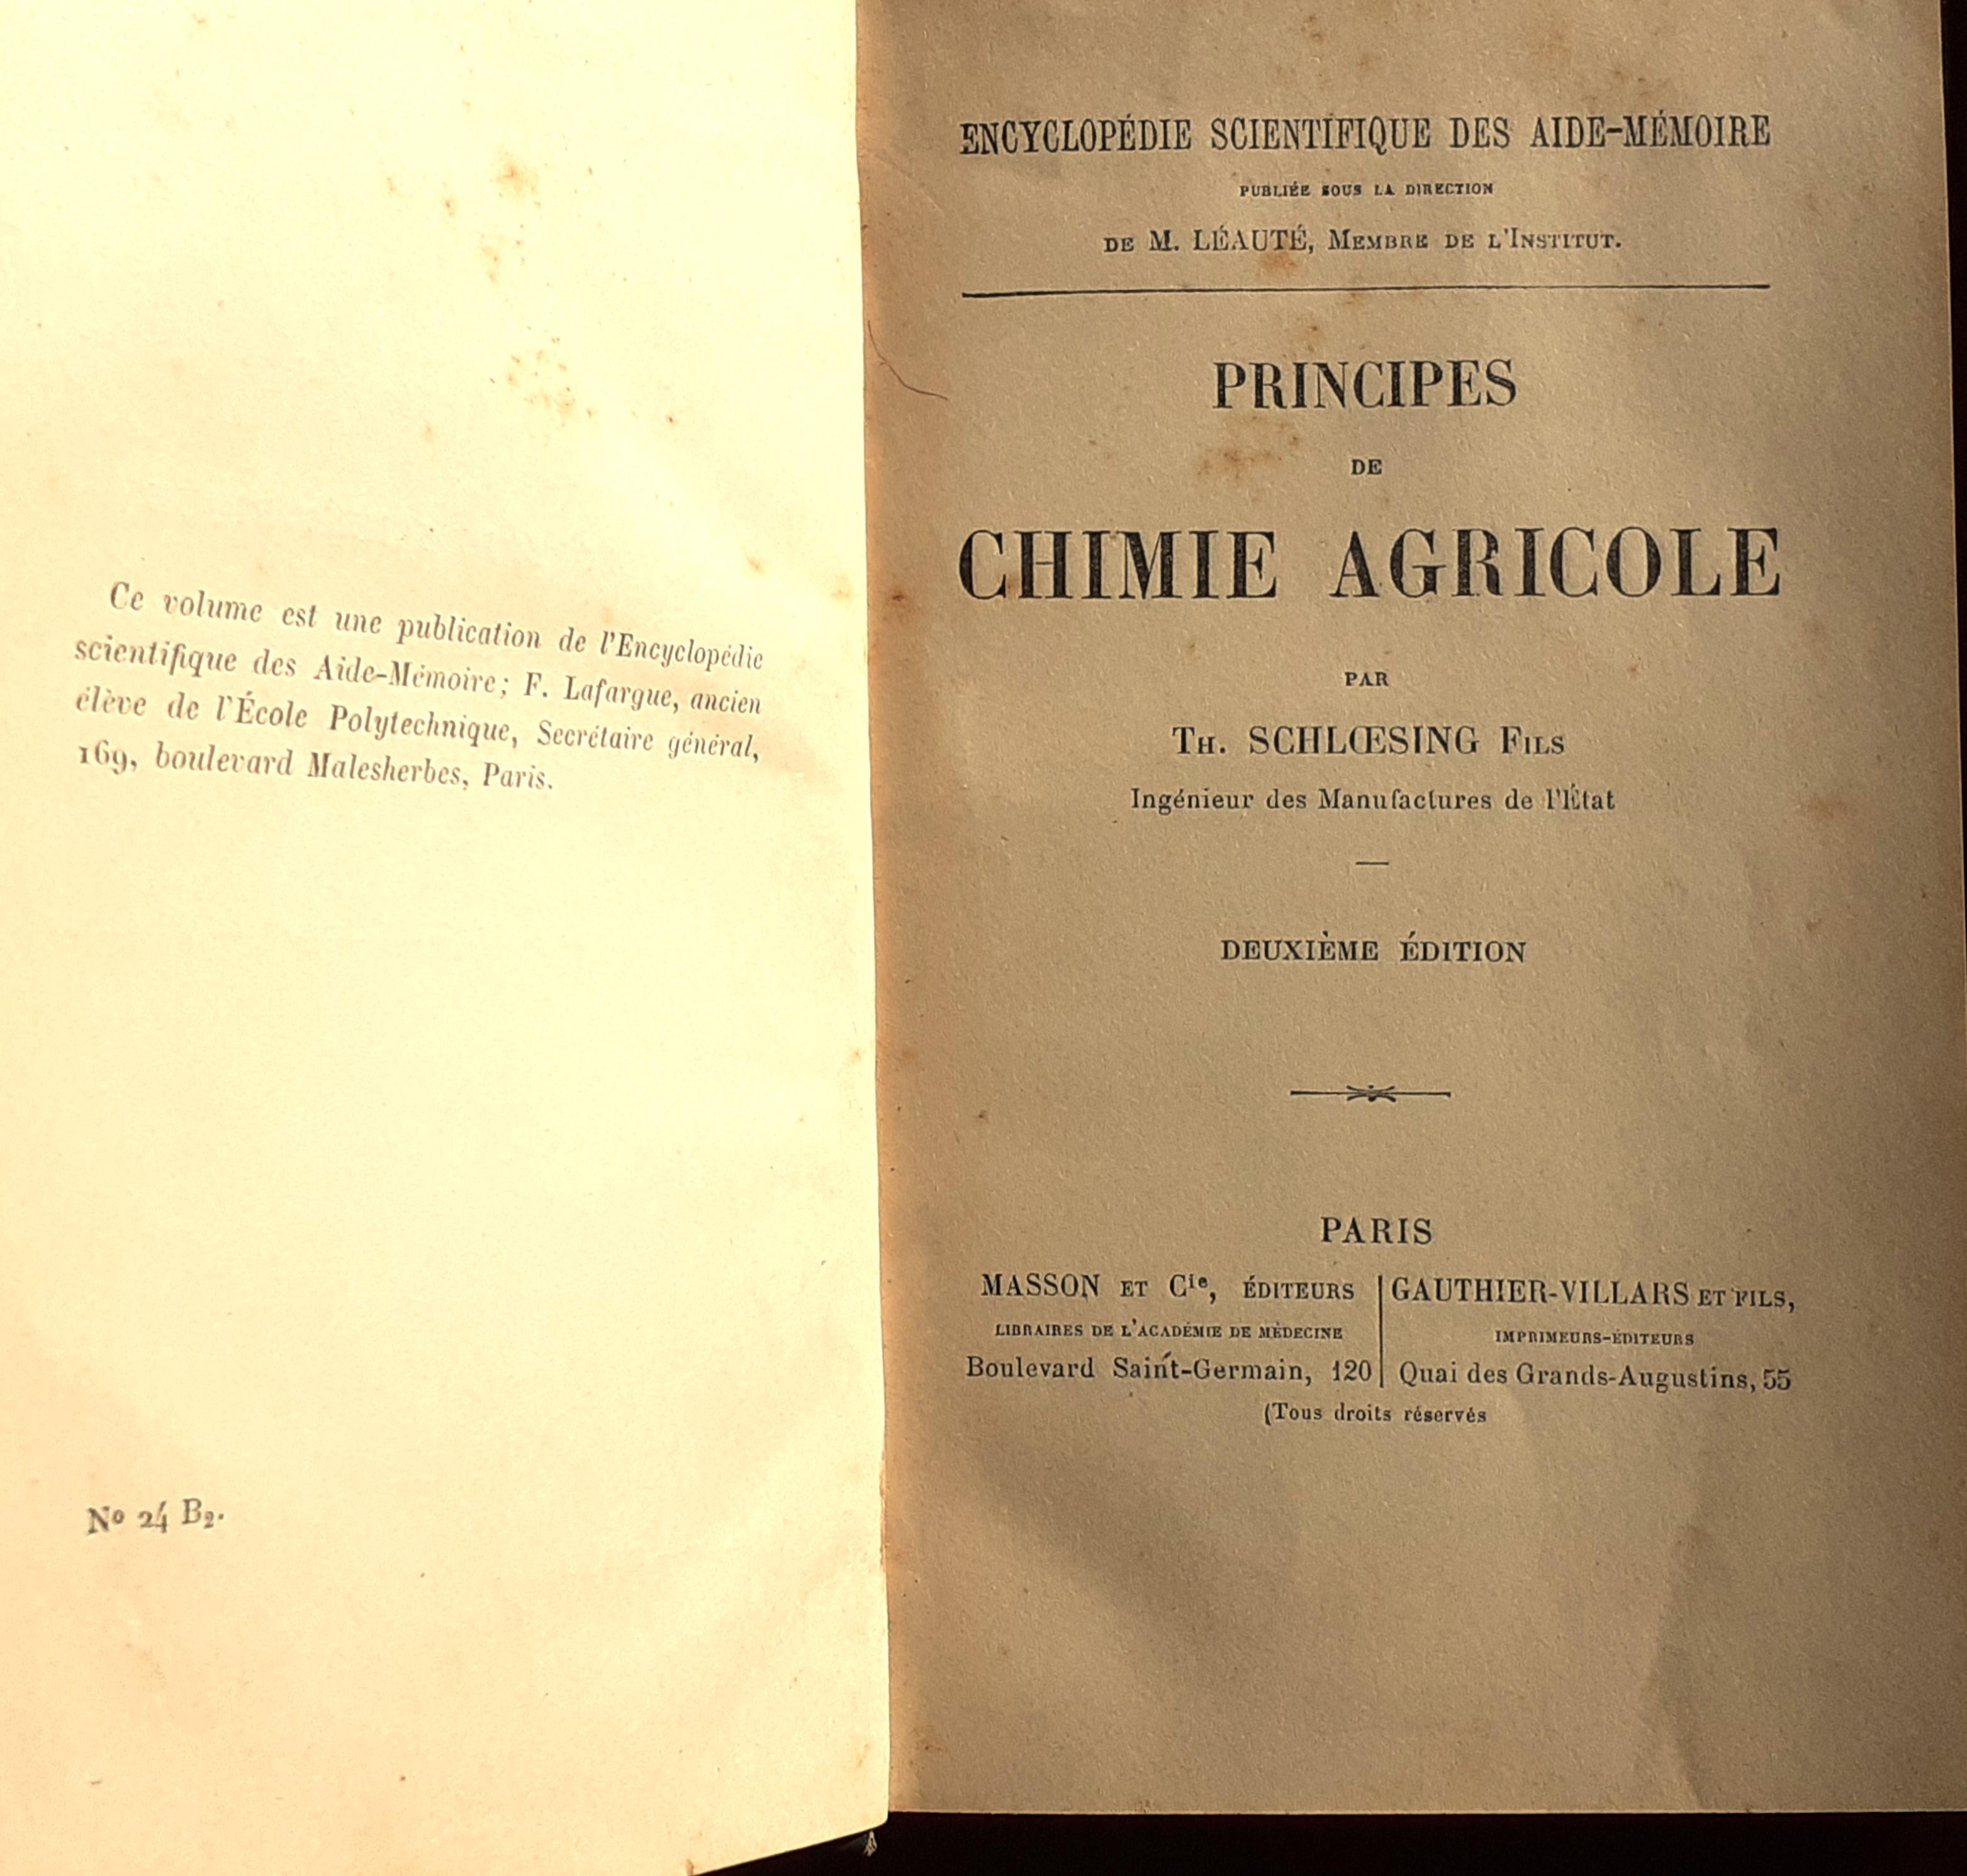 Ce volume est une publication de l'Encyclopédie
scientifique des Aide-Mémoire; F. Lafargue, ancien
élève de l'École Polytechnique, Secrétaire général,
169, boulevard Malesherbes, Paris.
No 24 B2.
ENCYCLOPÉDIE SCIENTIFIQUE DES AIDE-MÉMOIRE
PUBLIÉE SOUS LA DIRECTION
DE M. LÉAUTÉ, MEMBRE DE L'INSTITUT.
PRINCIPES
DE
CHIMIE AGRICOLE
PAR
TH. SCHLŒSING FILS
Ingénieur des Manufactures de l'État
DEUXIÈME ÉDITION
PARIS
MASSON ET Cie, ÉDITEURS
LIBRAIRES DE L'ACADÉMIE DE MÉDECINE
Boulevard Saint-Germain, 120
GAUTHIER-VILLARS ET FILS,
IMPRIMEURS-ÉDITEURS
Quai des Grands-Augustins, 55
(Tous droits réservés